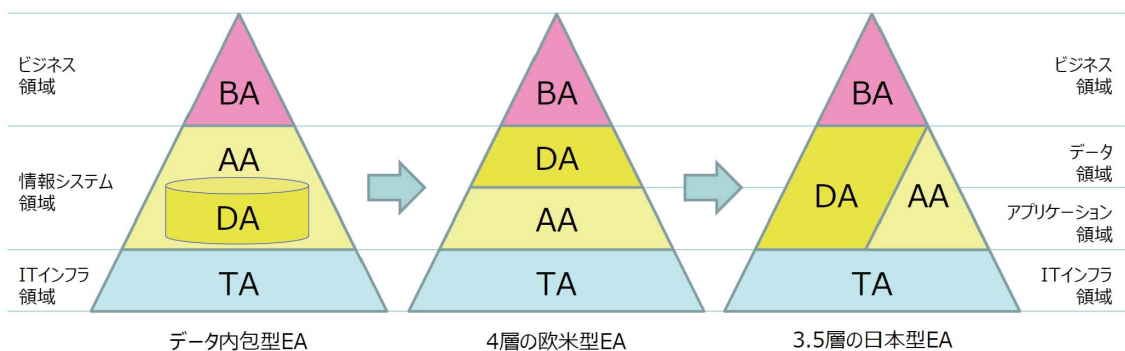 ビジネス
領域
情報システム
領域
ITインフラ
領域
BA
AA
DA
TA
データ内包型EA
BA
DA
AA
TA
4層の欧米型EA
BA
DA
AA
TA
3.5層の日本型EA
ビジネス
領域
データ
領域
アプリケーション
領域
ITインフラ
領域